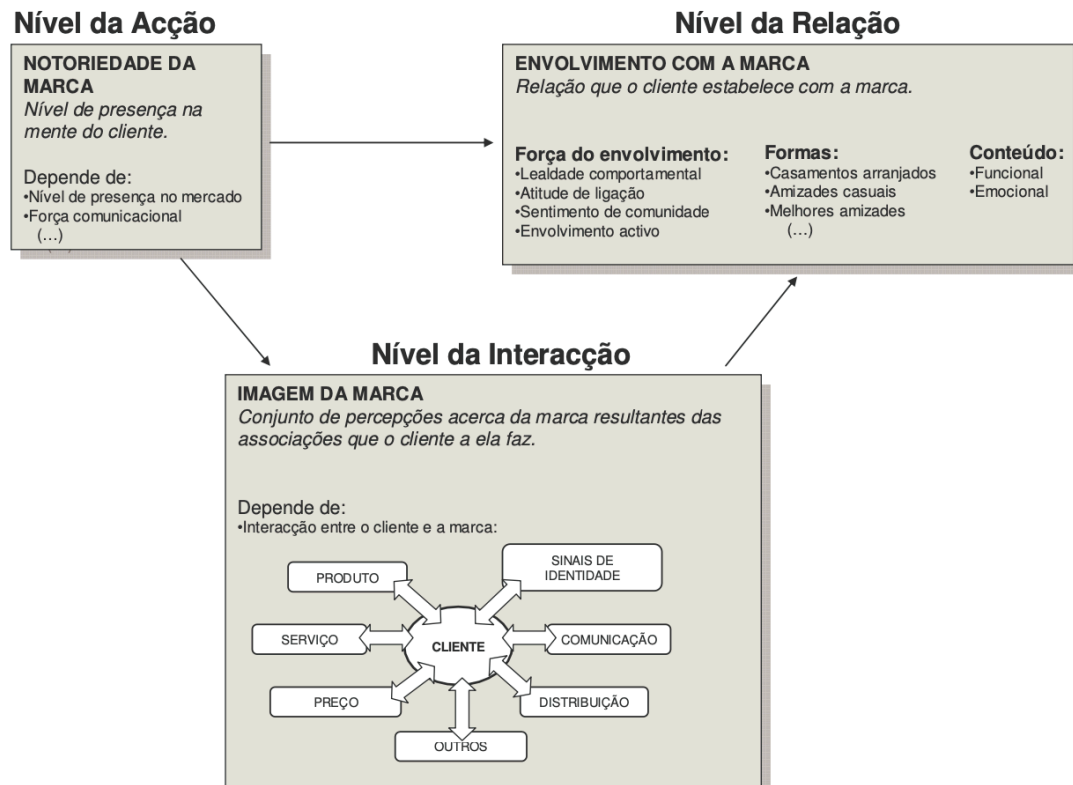 Nível da Acção
NOTORIEDADE DA
MARCA
Nível de presença na
mente do cliente.
Depende de:
•Nível de presença no mercado
•Força comunicacional
(...)
Nível da Relação
ENVOLVIMENTO COM A MARCA
Relação que o cliente estabelece com a marca.
Força do envolvimento:
•Lealdade comportamental
•Atitude de ligação
•Sentimento de comunidade
•Envolvimento activo
Formas:
•Casamentos arranjados
•Amizades casuais
•Melhores amizades
(...)
Conteúdo:
•Funcional
•Emocional
Nível da Interacção
IMAGEM DA MARCA
Conjunto de percepções acerca da marca resultantes das
associações que o cliente a ela faz.
Depende de:
•Interacção entre o cliente e a marca:
PRODUTO
SINAIS DE
IDENTIDADE
SERVIÇO
CLIENTE
COMUNICAÇÃO
PREÇO
DISTRIBUIÇÃO
OUTROS